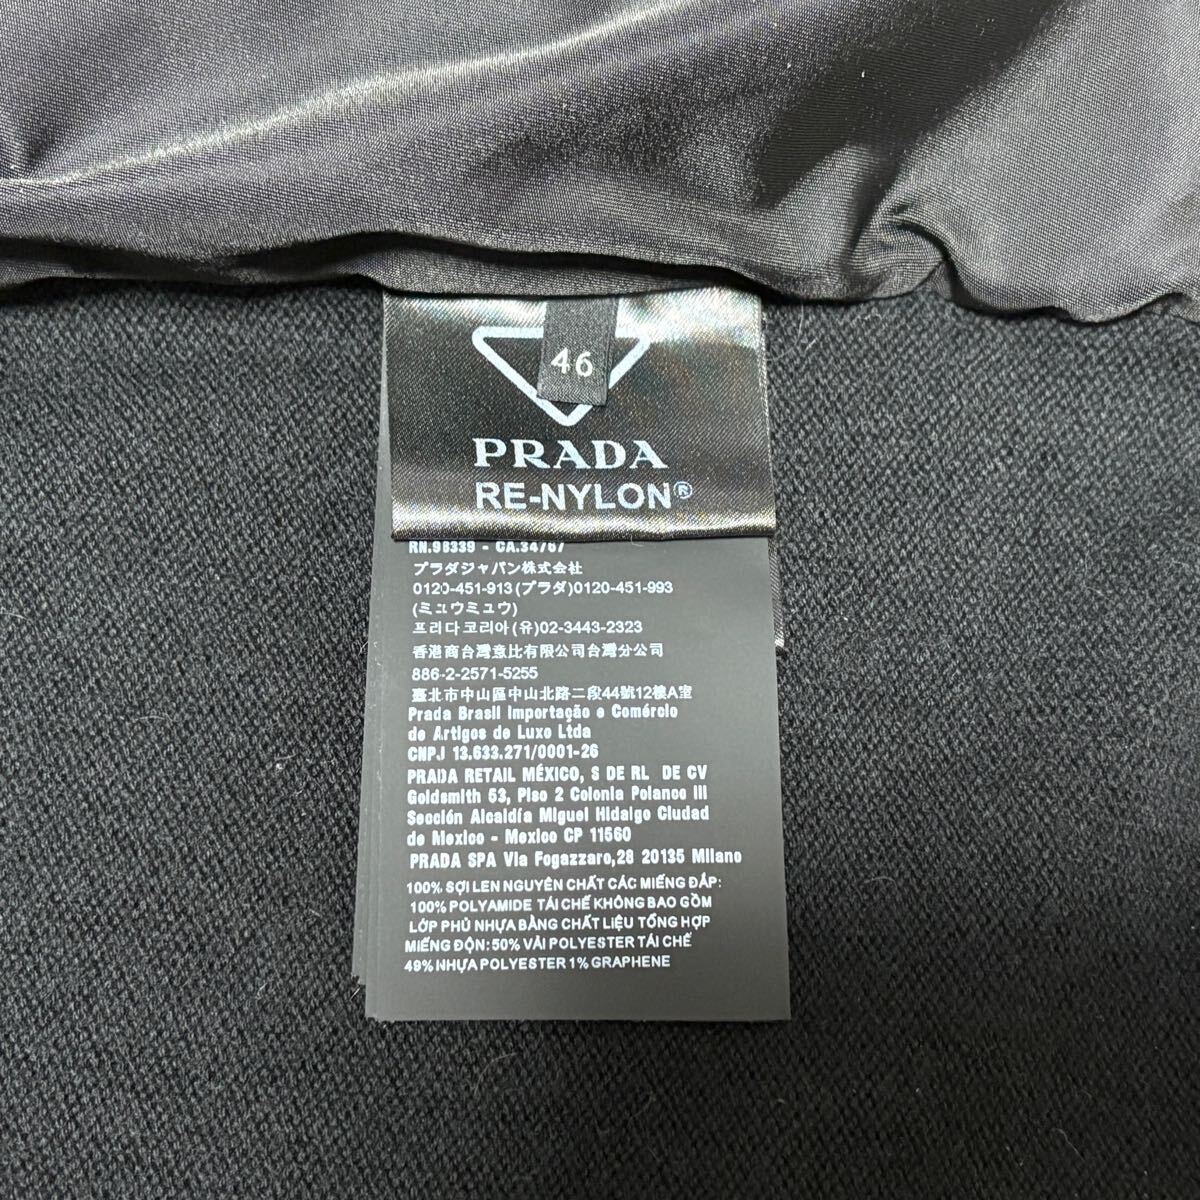 46
PRADA
RE-NYLON®
RN.98339 - CA.34767
プラダジャパン株式会社
0120-451-913(プラダ)0120-451-993
(ミュウミュウ)
프라다 코리아(유)02-3443-2323
香港商台灣意比有限公司台灣分公司
886-2-2571-5255
臺北市中山區中山北路二段44號12樓A室
Prada Brasil Importação e Comércio
de Artigos de Luxo Ltda
CNPJ 13.633.271/0001-26
PRADA RETAIL MÉXICO, S DE RL DE CV
Goldsmith 53, Piso 2 Colonia Polanco III
Sección Alcaldía Miguel Hidalgo Ciudad
de Mexico - Mexico CP 11560
PRADA SPA Via Fogazzaro,28 20135 Milano
100% SỢI LEN NGUYÊN CHẤT CÁC MIẾNG ĐẮP:
100% POLYAMIDE TÁI CHẾ KHÔNG BAO GỒM
LỚP PHỦ NHỰA BẰNG CHẤT LIỆU TỔNG HỢP
MIẾNG ĐỘN:50% VẢI POLYESTER TÁI CHẾ
49% NHỰA POLYESTER 1% GRAPHENE